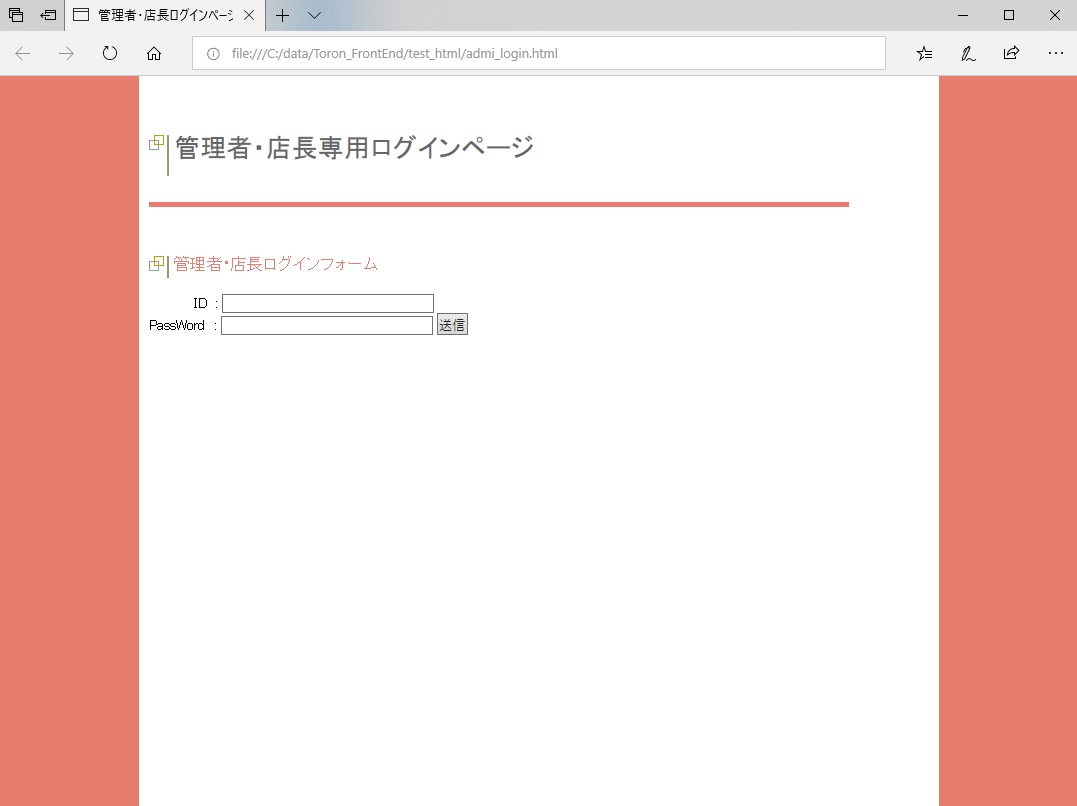 管理者・店長ログインページ
file:///C:/data/Toron_FrontEnd/test_html/admi_login.html
管理者・店長専用ログインページ
管理者・店長ログインフォーム
ID :
PassWord : 送信